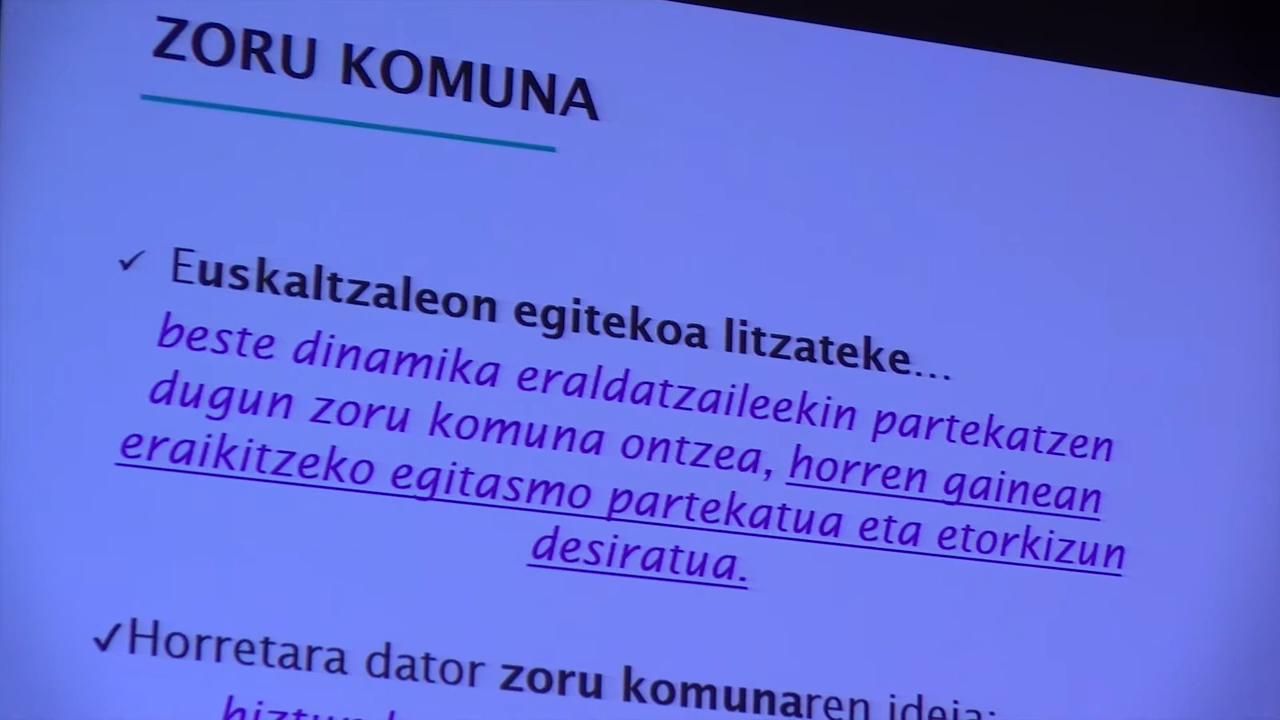 ZORU KOMUNA
✓ Euskaltzaleon egitekoa litzateke...
beste dinamika eraldatzaileekin partekatzen
dugun zoru komuna ontzea, horren gainean
eraikitzeko egitasmo partekatua eta etorkizun
desiratua.
✓Horretara dator zoru komunaren ideia: